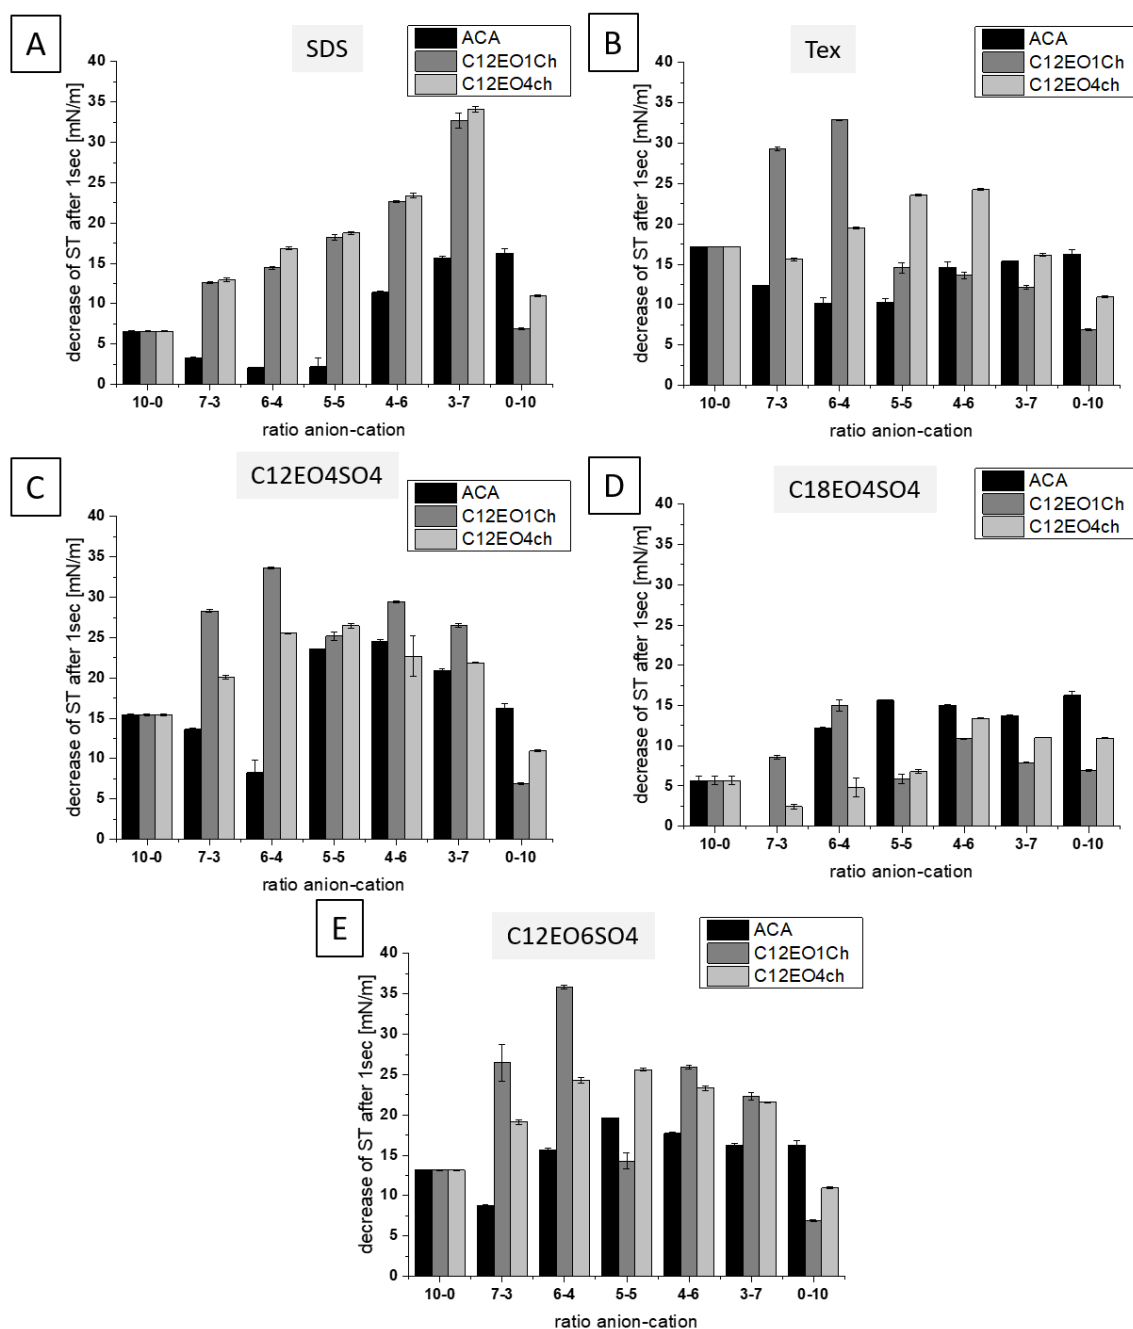 A
SDS
ACA
C12EO1Ch
C12EO4ch
decrease of ST after 1sec [mN/m]
40
35
30
25
20
15
10
5
0
10-0 7-3 6-4 5-5 4-6 3-7 0-10
ratio anion-cation
B
Tex
ACA
C12EO1Ch
C12EO4ch
decrease of ST after 1sec [mN/m]
40
35
30
25
20
15
10
5
0
10-0 7-3 6-4 5-5 4-6 3-7 0-10
ratio anion-cation
C
C12EO4SO4
ACA
C12EO1Ch
C12EO4ch
decrease of ST after 1sec [mN/m]
40
35
30
25
20
15
10
5
0
10-0 7-3 6-4 5-5 4-6 3-7 0-10
ratio anion-cation
D
C18EO4SO4
ACA
C12EO1Ch
C12EO4ch
decrease of ST after 1sec [mN/m]
40
35
30
25
20
15
10
5
0
10-0 7-3 6-4 5-5 4-6 3-7 0-10
ratio anion-cation
E
C12EO6SO4
ACA
C12EO1Ch
C12EO4ch
decrease of ST after 1sec [mN/m]
40
35
30
25
20
15
10
5
0
10-0 7-3 6-4 5-5 4-6 3-7 0-10
ratio anion-cation